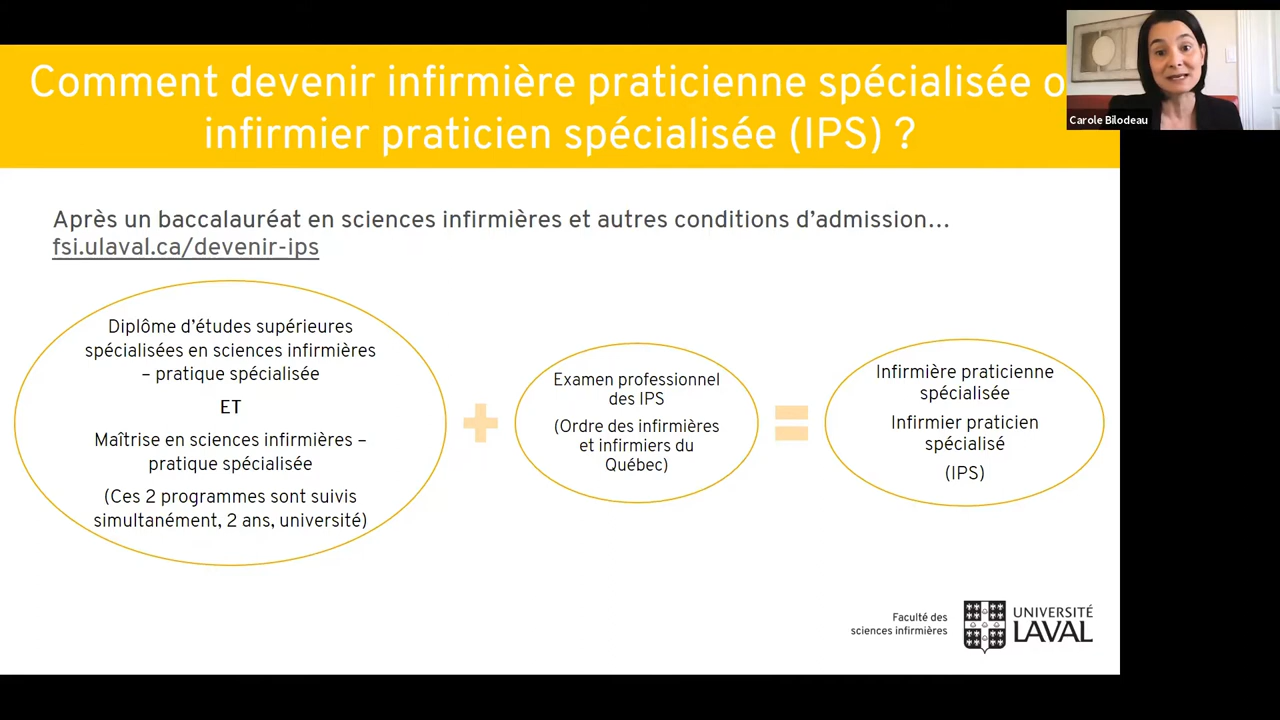 Comment devenir infirmière praticienne spécialisée o
infirmier praticien spécialisée (IPS) ?
Carole Bilodeau
Après un baccalauréat en sciences infirmières et autres conditions d’admission…
fsi.ulaval.ca/devenir-ips
Diplôme d’études supérieures
spécialisées en sciences infirmières
– pratique spécialisée
ET
Maîtrise en sciences infirmières –
pratique spécialisée
(Ces 2 programmes sont suivis
simultanément, 2 ans, université)
+
Examen professionnel
des IPS
(Ordre des infirmières
et infirmiers du
Québec)
=
Infirmière praticienne
spécialisée
Infirmier praticien
spécialisé
(IPS)
Faculté des
sciences infirmières
UNIVERSITÉ
LAVAL